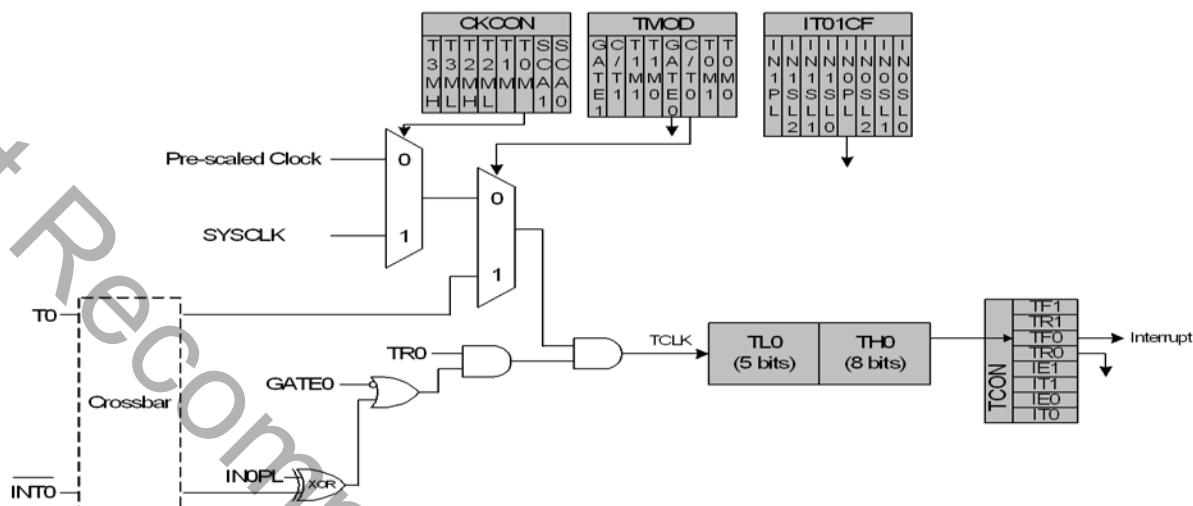 CKCON
T3MH T3ML T2MH T2ML T1M T0M SCA1 SCA0
TMOD
GATE1 C/T1 T1M1 T1M0 GATE0 C/T0 T0M1 T0M0
IT01CF
IN1PL IN1SL2 IN1SL1 IN1SL0 IN0PL IN0SL2 IN0SL1 IN0SL0
Pre-scaled Clock
0
SYSCLK
1
0
1
T0
Crossbar
INT0
TR0
GATE0
IN0PL
XOR
TCLK
TL0
(5 bits)
TH0
(8 bits)
TCON
TF1
TR1
TF0
TR0
IE1
IT1
IE0
IT0
Interrupt
t Recomm